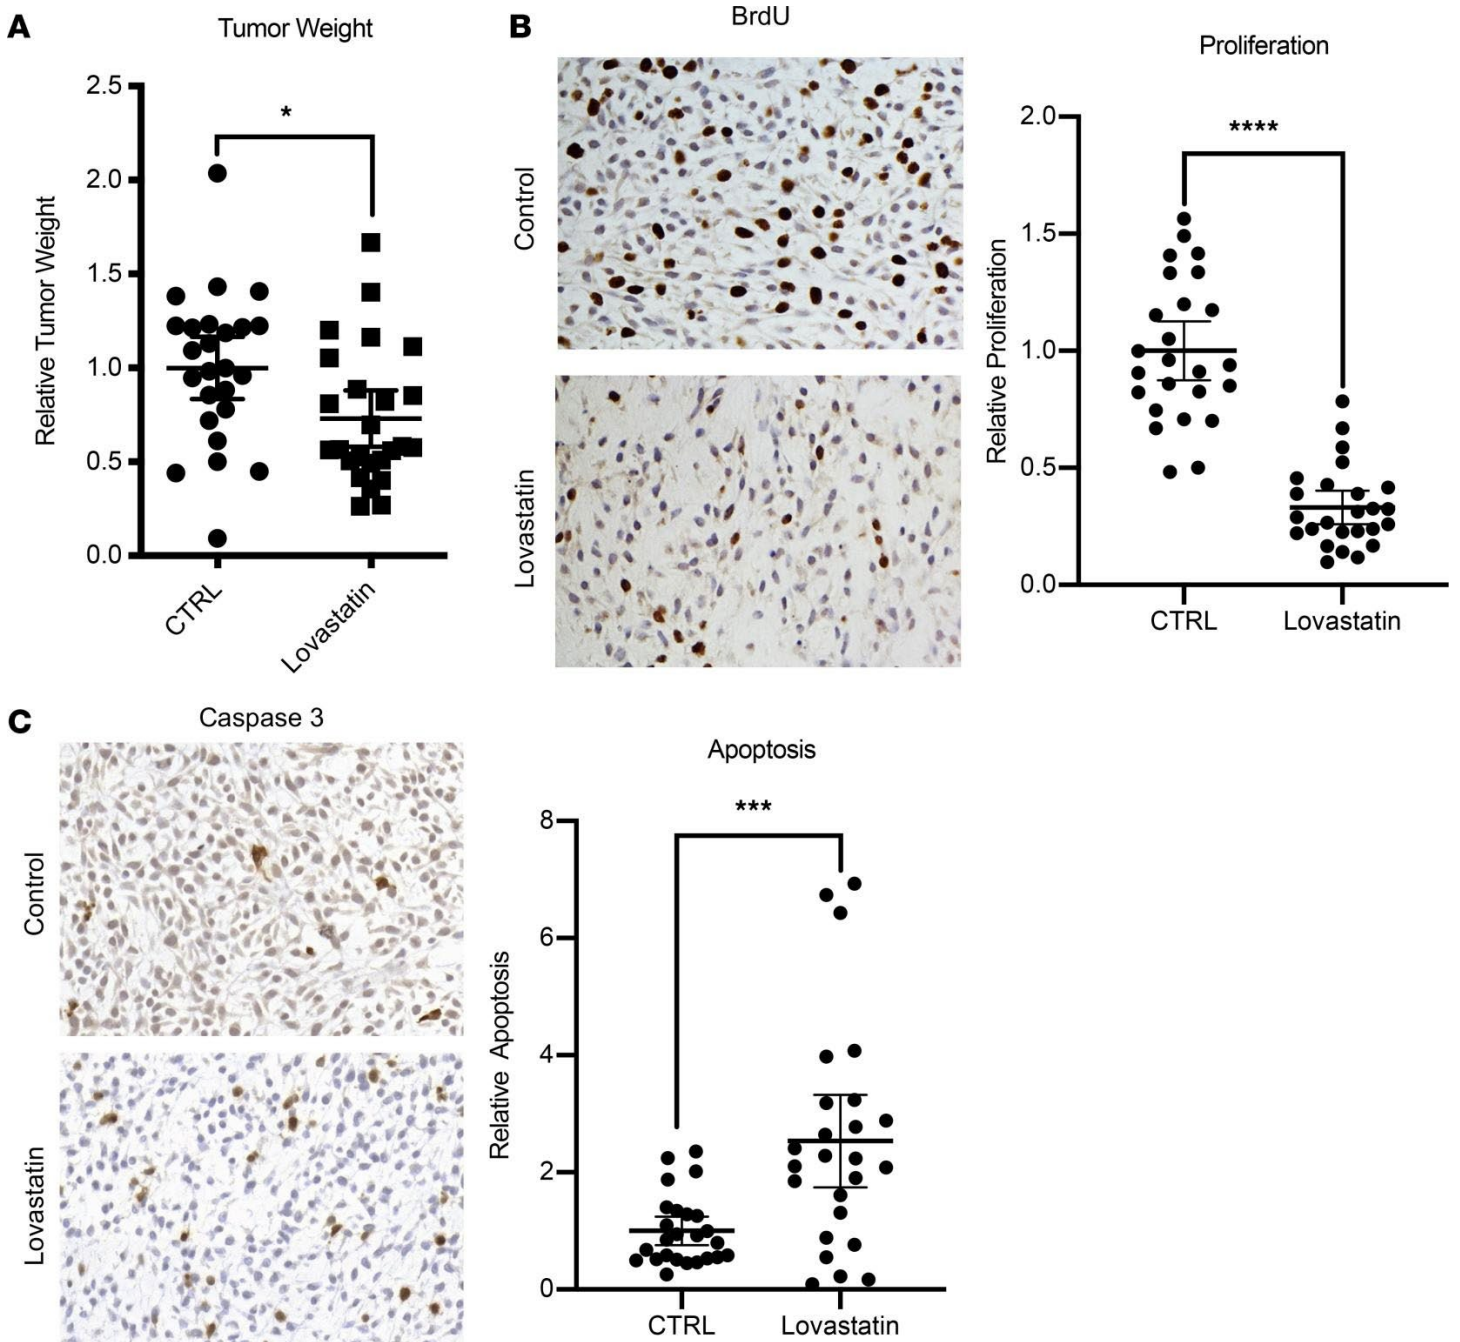 A
Tumor Weight
2.5
2.0
1.5
1.0
0.5
0.0
Relative Tumor Weight
*
CTRL
Lovastatin
B
BrdU
Control
Lovastatin
Proliferation
2.0
1.5
1.0
0.5
0.0
Relative Proliferation
****
CTRL
Lovastatin
C
Caspase 3
Control
Lovastatin
Apoptosis
8
6
4
2
0
Relative Apoptosis
***
CTRL
Lovastatin